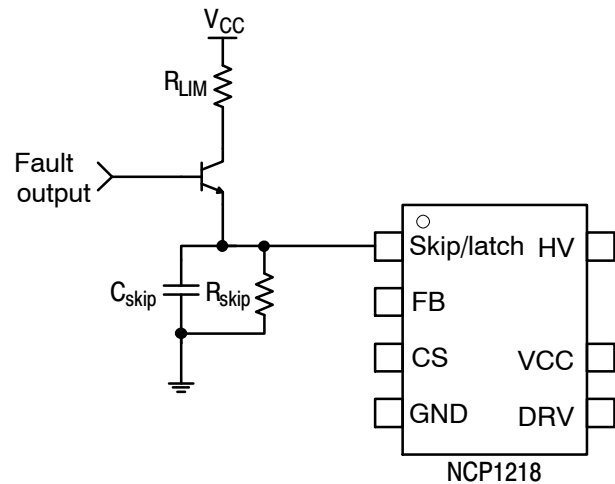 VCC
RLIM
Fault
output
Cskip
Rskip
Skip/latch HV
FB
CS VCC
GND DRV
NCP1218